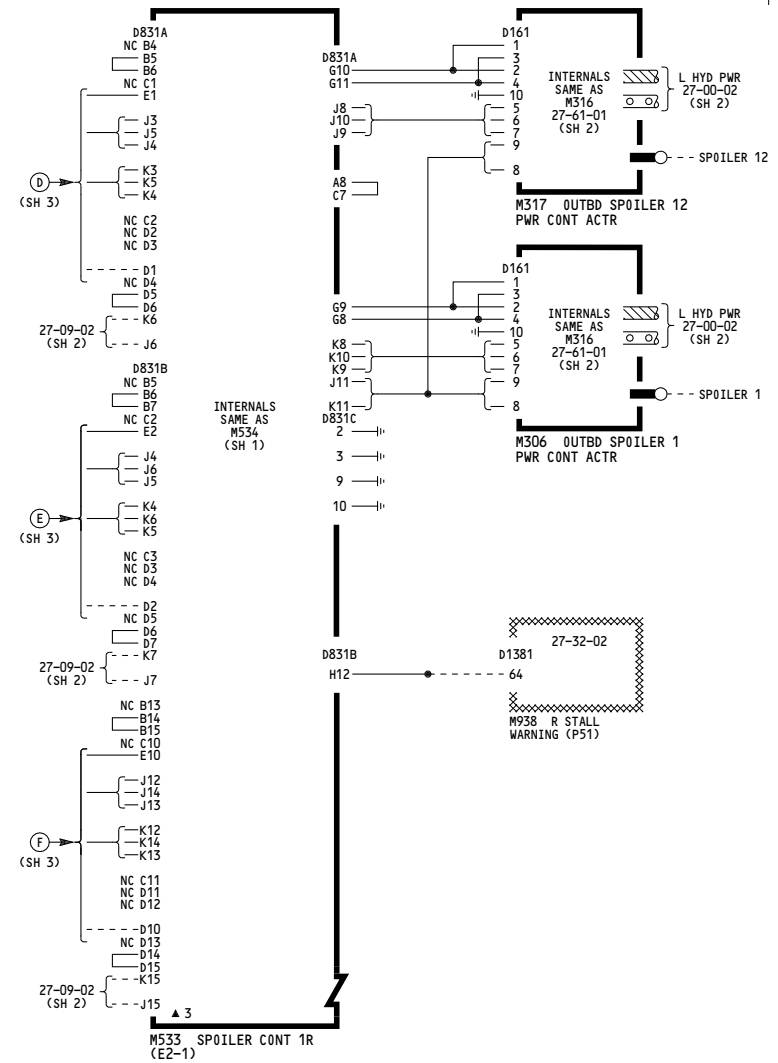 D831A
NC B4
B5
B6
NC C1
E1
J3
J5
J4
D
(SH 3)
K3
K5
K4
NC C2
NC D2
NC D3
D1
NC D4
D5
D6
K6
27-09-02
(SH 2)
J6
D831B
NC B5
B6
B7
NC C2
E2
J4
J6
J5
E
(SH 3)
K4
K6
K5
NC C3
NC D3
NC D4
D2
NC D5
D6
D7
K7
27-09-02
(SH 2)
J7
NC B13
B14
B15
NC C10
E10
J12
J14
J13
F
(SH 3)
K12
K14
K13
NC C11
NC D11
NC D12
D10
NC D13
D14
D15
K15
27-09-02
(SH 2)
J15
3
M533 SPOILER CONT 1R
(E2-1)
INTERNALS
SAME AS
M534
(SH 1)
D831A
G10
G11
J8
J10
J9
A8
C7
G9
G8
K8
K10
K9
J11
K11
D831C
2
3
9
10
D831B
H12
D161
1
3
2
4
10
5
6
7
9
8
INTERNALS
SAME AS
M316
27-61-01
(SH 2)
L HYD PWR
27-00-02
(SH 2)
SPOILER 12
M317 OUTBD SPOILER 12
PWR CONT ACTR
D161
1
3
2
4
10
5
6
7
9
8
INTERNALS
SAME AS
M316
27-61-01
(SH 2)
L HYD PWR
27-00-02
(SH 2)
SPOILER 1
M306 OUTBD SPOILER 1
PWR CONT ACTR
27-32-02
D1381
64
M938 R STALL
WARNING (P51)